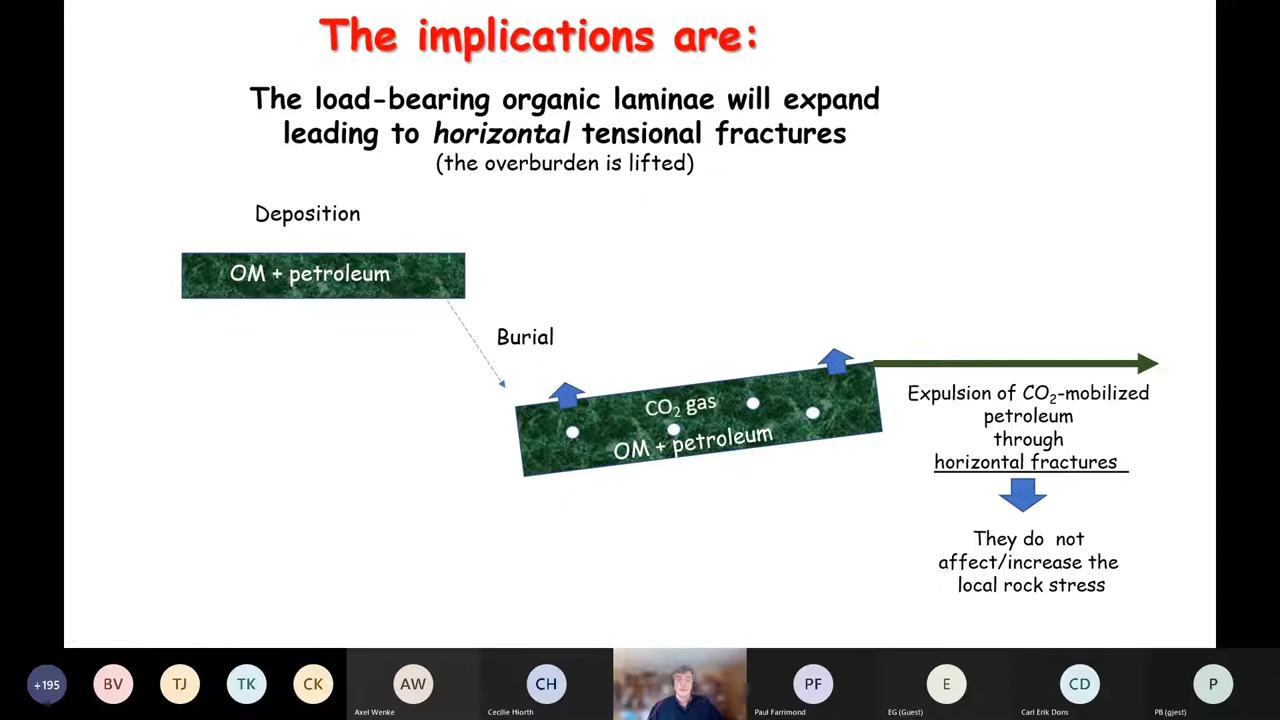 The implications are:
The load-bearing organic laminae will expand
leading to horizontal tensional fractures
(the overburden is lifted)
Deposition
OM + petroleum
Burial
CO₂ gas
OM + petroleum
Expulsion of CO₂-mobilized
petroleum
through
horizontal fractures
They do not
affect/increase the
local rock stress
+195
BV
TJ
TK
CK
AW
Axel Wenke
CH
Cecilie Hiorth
PF
Paul Farrimond
E
EG (Guest)
CD
Carl Erik Dons
P
PB (gjest)